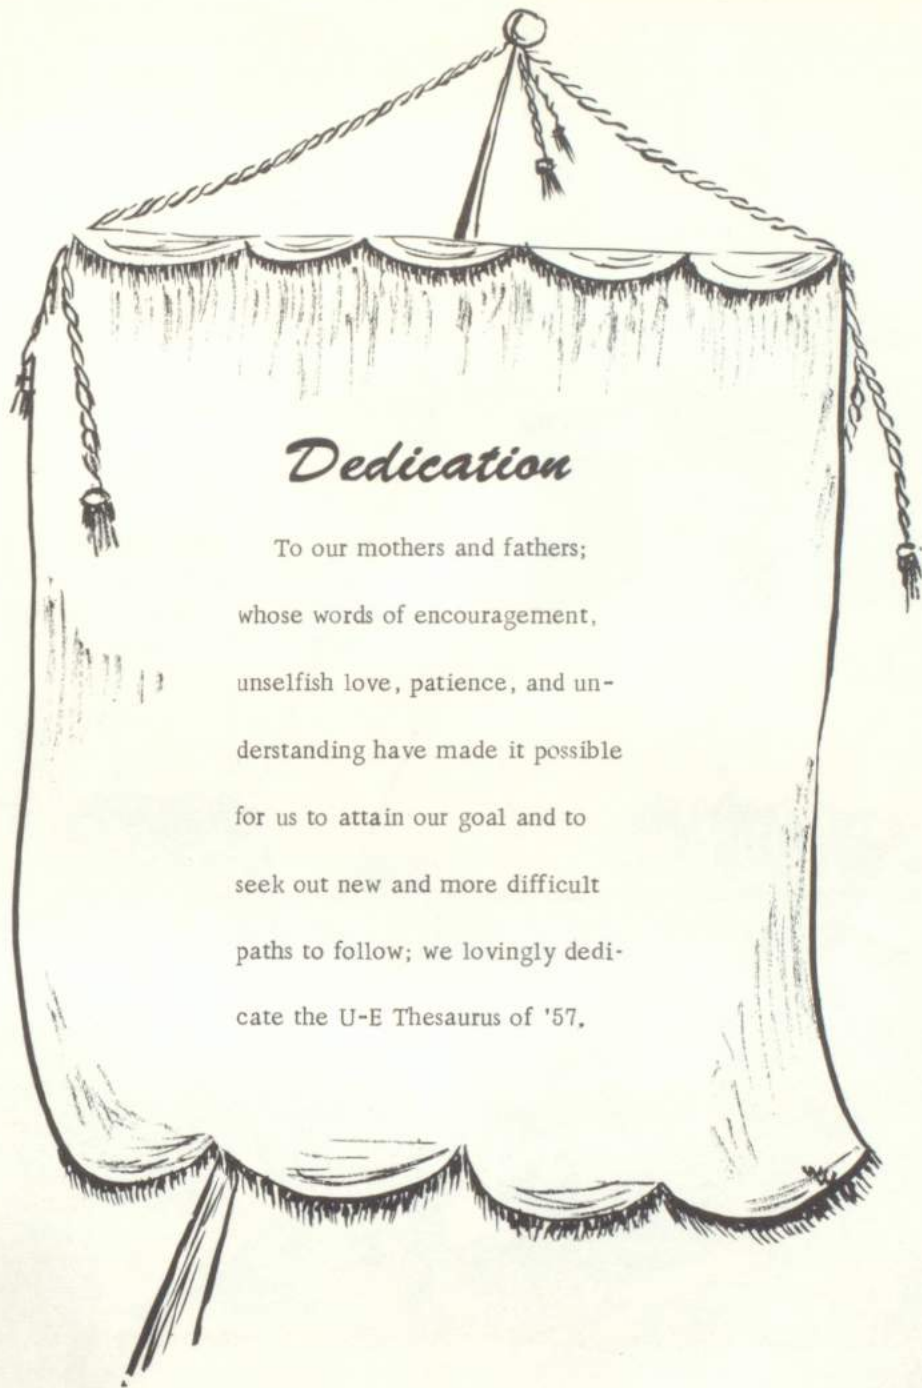 Dedication
To our mothers and fathers;
whose words of encouragement,
unselfish love, patience, and un-
derstanding have made it possible
for us to attain our goal and to
seek out new and more difficult
paths to follow; we lovingly dedi-
cate the U-E Thesaurus of '57.